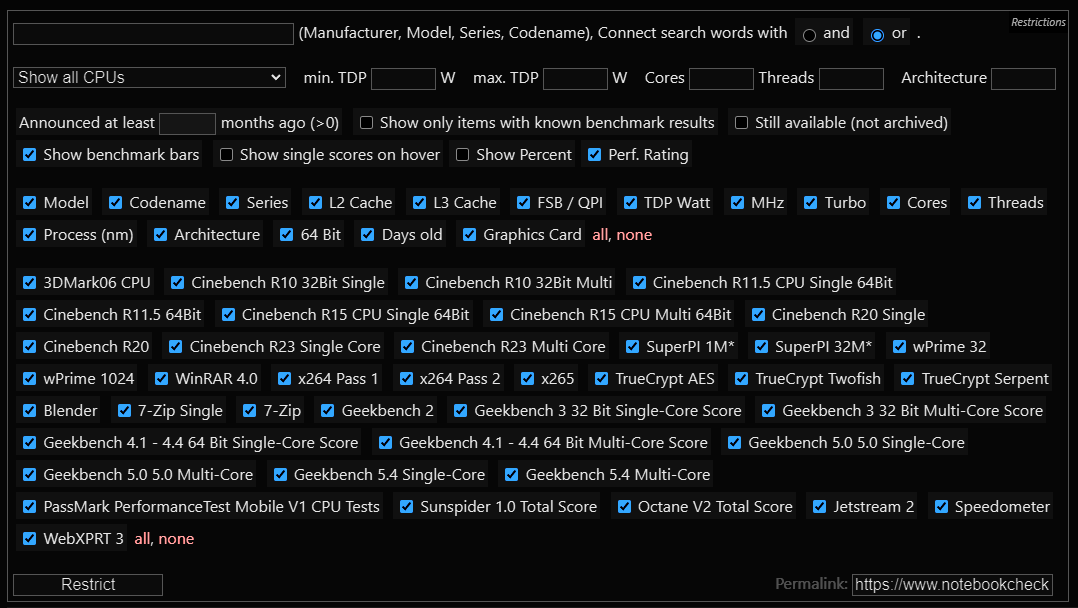 Restrictions
(Manufacturer, Model, Series, Codename), Connect search words with and or .
Show all CPUs min. TDP W max. TDP W Cores Threads Architecture
Announced at least months ago (>0) Show only items with known benchmark results Still available (not archived)
Show benchmark bars Show single scores on hover Show Percent Perf. Rating
Model Codename Series L2 Cache L3 Cache FSB / QPI TDP Watt MHz Turbo Cores Threads
Process (nm) Architecture 64 Bit Days old Graphics Card all, none
3DMark06 CPU Cinebench R10 32Bit Single Cinebench R10 32Bit Multi Cinebench R11.5 CPU Single 64Bit
Cinebench R11.5 64Bit Cinebench R15 CPU Single 64Bit Cinebench R15 CPU Multi 64Bit Cinebench R20 Single
Cinebench R20 Cinebench R23 Single Core Cinebench R23 Multi Core SuperPI 1M* SuperPI 32M* wPrime 32
wPrime 1024 WinRAR 4.0 x264 Pass 1 x264 Pass 2 x265 TrueCrypt AES TrueCrypt Twofish TrueCrypt Serpent
Blender 7-Zip Single 7-Zip Geekbench 2 Geekbench 3 32 Bit Single-Core Score Geekbench 3 32 Bit Multi-Core Score
Geekbench 4.1 - 4.4 64 Bit Single-Core Score Geekbench 4.1 - 4.4 64 Bit Multi-Core Score Geekbench 5.0 5.0 Single-Core
Geekbench 5.0 5.0 Multi-Core Geekbench 5.4 Single-Core Geekbench 5.4 Multi-Core
PassMark PerformanceTest Mobile V1 CPU Tests Sunspider 1.0 Total Score Octane V2 Total Score Jetstream 2 Speedometer
WebXPRT 3 all, none
Restrict Permalink: https://www.notebookcheck